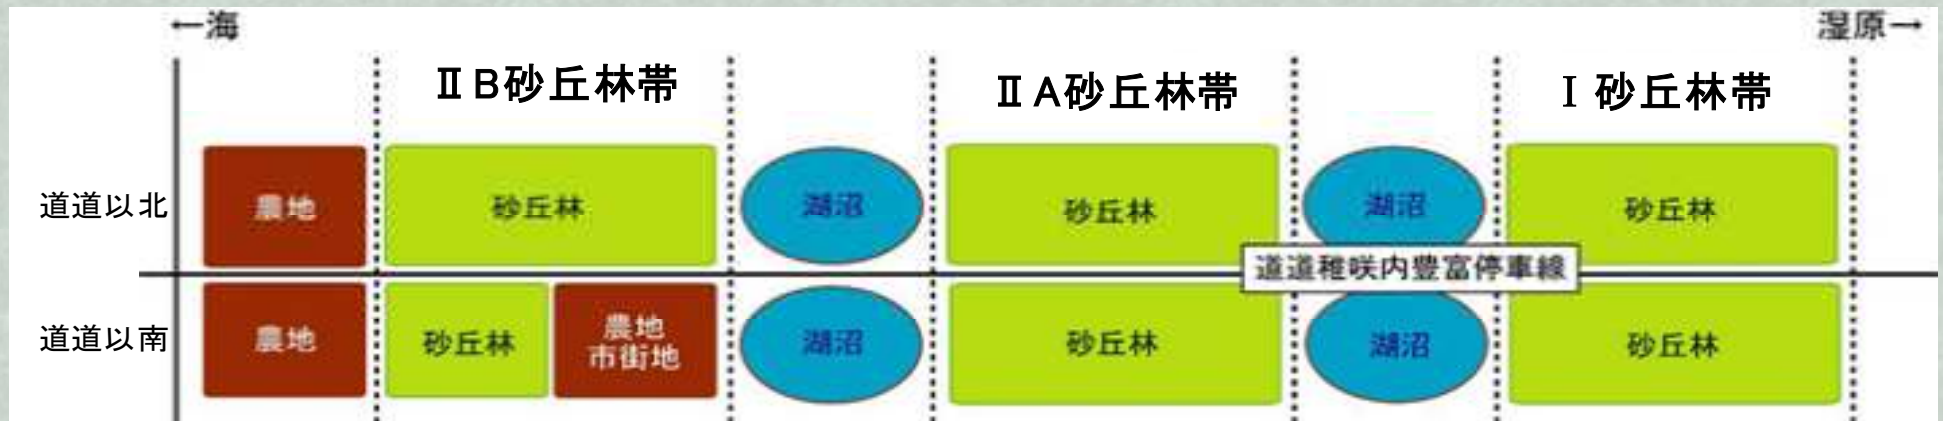 ←海
湿原→
ⅡB砂丘林帯
ⅡA砂丘林帯
Ⅰ砂丘林帯
道道以北
農地
砂丘林
湖沼
砂丘林
湖沼
砂丘林
道道稚咲内豊富停車線
道道以南
農地
砂丘林
農地
市街地
湖沼
砂丘林
湖沼
砂丘林